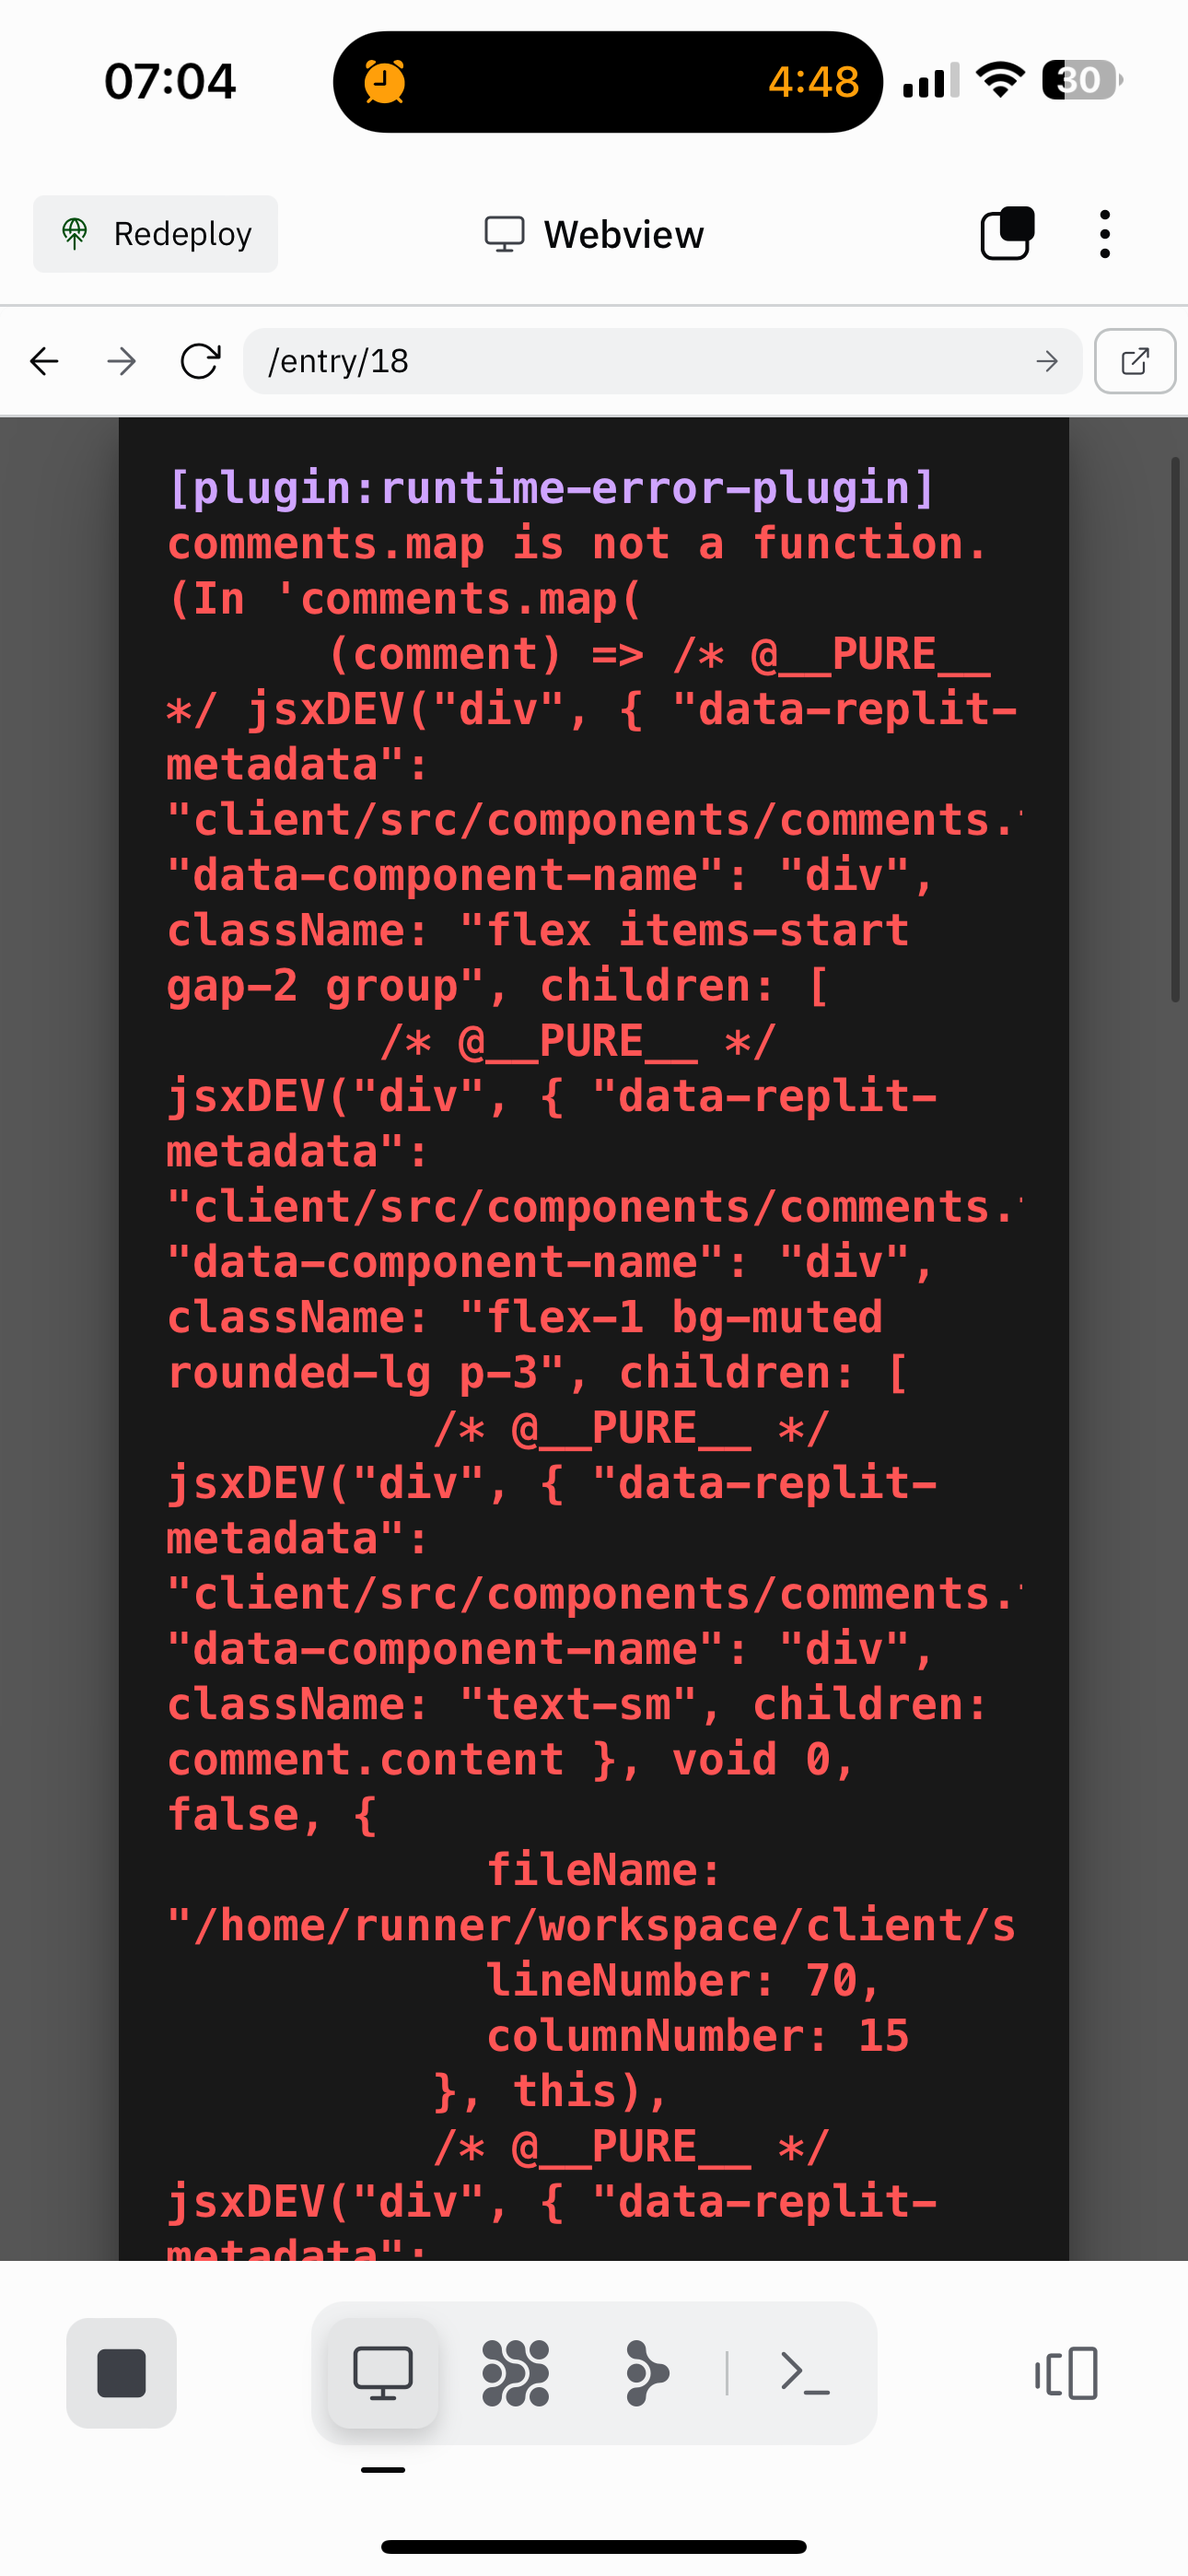 07:04
4:48
30
Redeploy
Webview
/entry/18
[plugin:runtime-error-plugin]
comments.map is not a function.
(In 'comments.map(
(comment) => /* @__PURE__
*/ jsxDEV("div", { "data-replit-
metadata":
"client/src/components/comments.
"data-component-name": "div",
className: "flex items-start
gap-2 group", children: [
/* @__PURE__ */
jsxDEV("div", { "data-replit-
metadata":
"client/src/components/comments.
"data-component-name": "div",
className: "flex-1 bg-muted
rounded-lg p-3", children: [
/* @__PURE__ */
jsxDEV("div", { "data-replit-
metadata":
"client/src/components/comments.
"data-component-name": "div",
className: "text-sm", children:
comment.content }, void 0,
false, {
fileName:
"/home/runner/workspace/client/s
lineNumber: 70,
columnNumber: 15
}, this),
/* @__PURE__ */
jsxDEV("div", { "data-replit-
metadata":